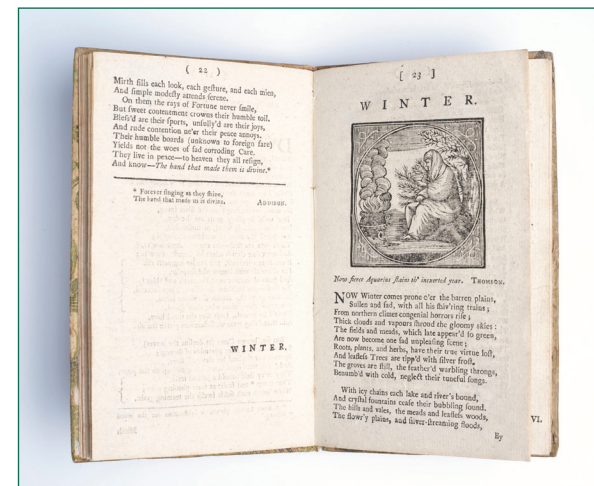 ( 22 )
Mirth fills each look, each geſture, and each mien,
And ſimple modeſty attends ſerene.
On them the rays of Fortune never ſmile,
But ſweet contentment crowns their humble toil.
Bleſs'd are their ſports, unſully'd are their joys,
And rude contention ne'er their peace annoys.
Their humble boards (unknown to foreign fare)
Yields not the woes of ſad corroding Care.
They live in peace—to heaven they all reſign,
And know—The hand that made them is divine.*
* Forever ſinging as they ſhine,
The hand that made us is divine. ADDISON.
WINTER.
[ 23 ]
WINTER.
Now fierce Aquarius ſtains th' inverted year. THOMSON.
NOW Winter comes prone o'er the barren plains,
Sullen and ſad, with all his ſhiv'ring trains;
From northern climes congenial horrors riſe;
Thick clouds and vapours ſhroud the gloomy skies:
The fields and meads, which late appear'd ſo green,
Are now become one ſad unpleaſing ſcene;
Roots, plants, and herbs, have their true virtue loſt,
And leafleſs Trees are tipp'd with ſilver froſt,
The groves are ſtill, the feather'd warbling throngs,
Benumb'd with cold, neglect their tuneful ſongs.
With icy chains each lake and river's bound,
And cryſtal fountains ceaſe their bubbling ſound.
The hills and vales, the meads and leafleſs woods,
The flow'ry plains, and ſilver-ſtreaming floods,
By
VI.